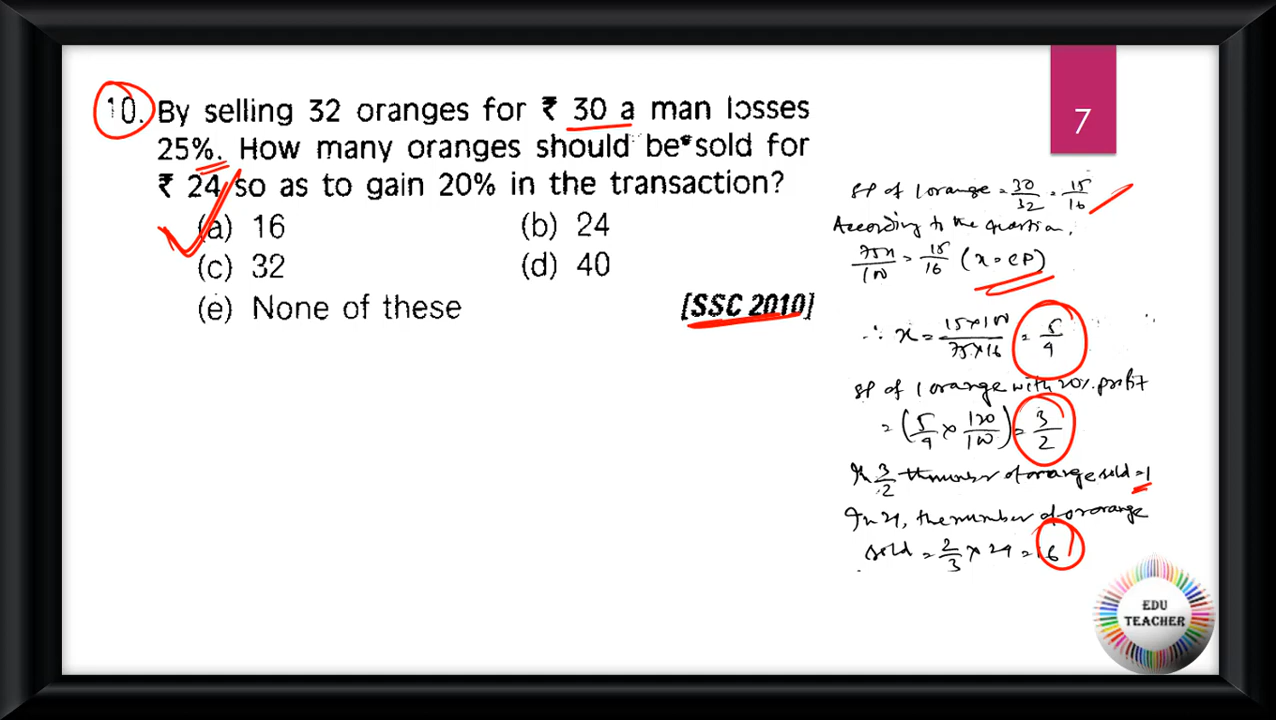 7
10. By selling 32 oranges for ₹ 30 a man losses
25%. How many oranges should be sold for
₹ 24 so as to gain 20% in the transaction?
(a) 16 (b) 24
(c) 32 (d) 40
(e) None of these [SSC 2010]
SP of 1 orange = 30/32 = 15/16
According to the question,
75x/100 = 15/16 (x = CP)
∴ x = 15×100/75×16 = 5/4
SP of 1 orange with 20% profit
= (5/4 × 120/100) = 3/2
In 3/2 the number of orange sold = 1
In 24, the number of orange
sold = 2/3 × 24 = 16
EDU
TEACHER